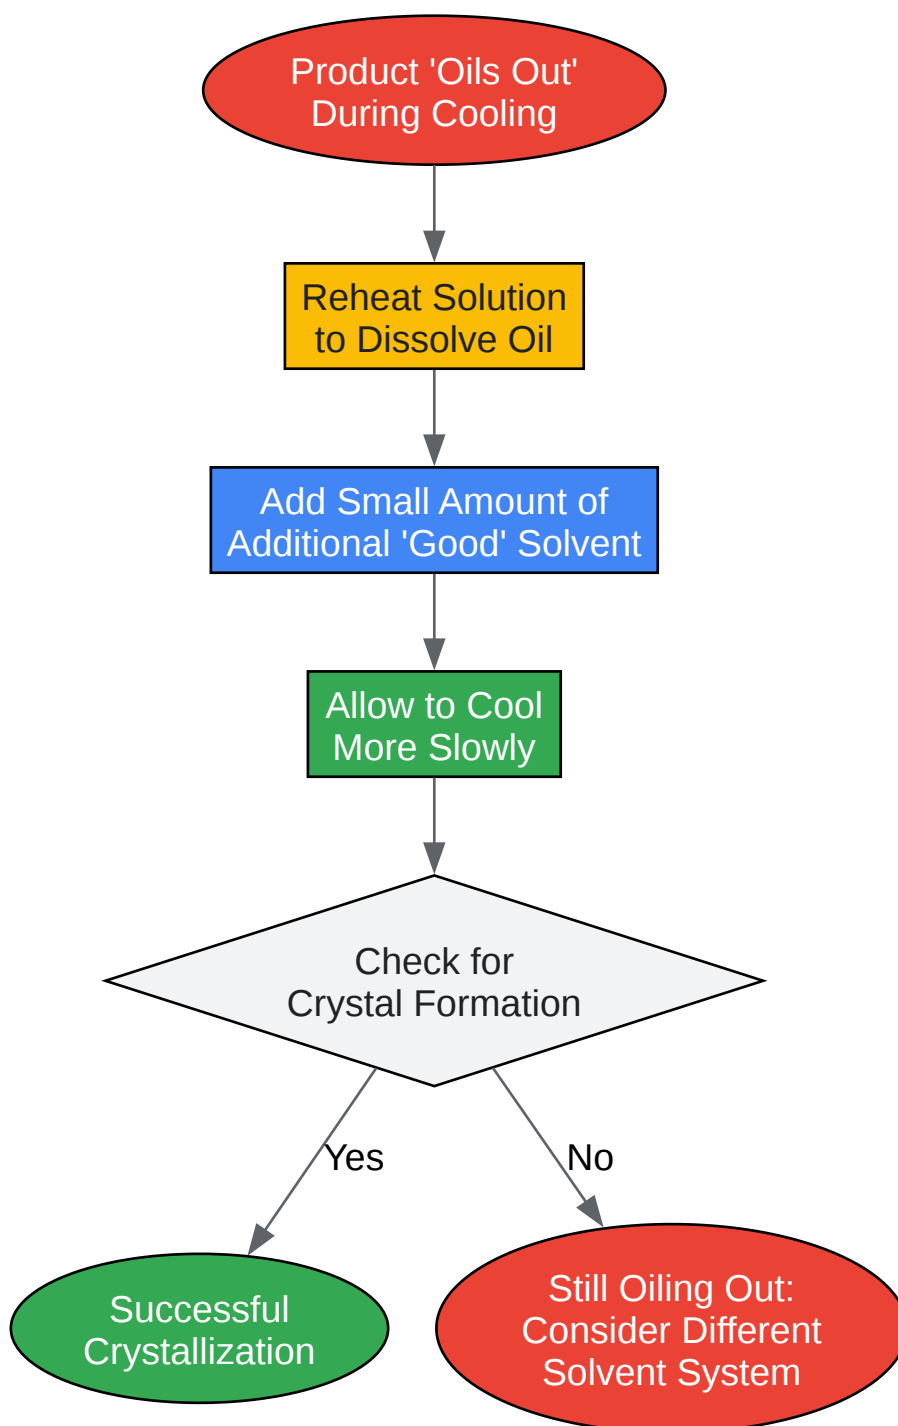 Product 'Oils Out'
During Cooling
Reheat Solution
to Dissolve Oil
Add Small Amount of
Additional 'Good' Solvent
Allow to Cool
More Slowly
Check for
Crystal Formation
Yes
No
Successful
Crystallization
Still Oiling Out:
Consider Different
Solvent System